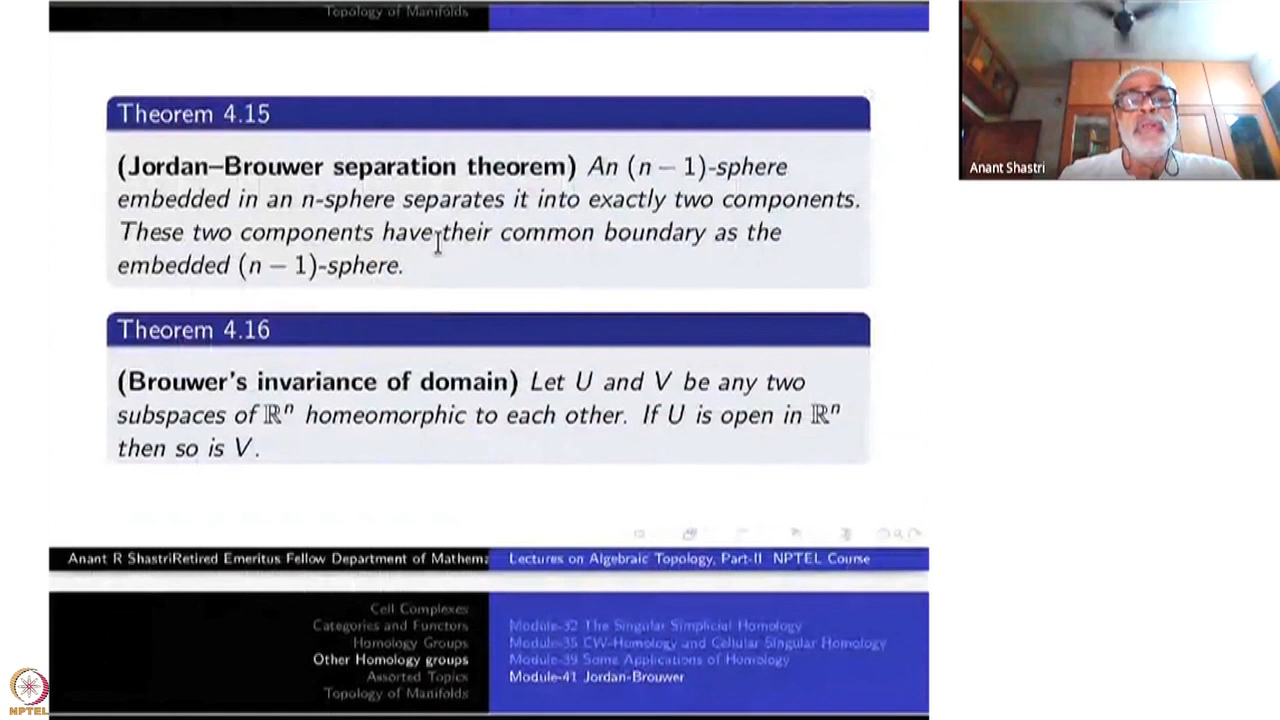 Topology of Manifolds
Anant Shastri
Theorem 4.15
(Jordan–Brouwer separation theorem) An (n − 1)-sphere
embedded in an n-sphere separates it into exactly two components.
These two components have their common boundary as the
embedded (n − 1)-sphere.
Theorem 4.16
(Brouwer's invariance of domain) Let U and V be any two
subspaces of ℝⁿ homeomorphic to each other. If U is open in ℝⁿ
then so is V.
Anant R ShastriRetired Emeritus Fellow Department of Mathema
Lectures on Algebraic Topology, Part-II NPTEL Course
Cell Complexes
Categories and Functors
Homology Groups
Other Homology groups
Assorted Topics
Topology of Manifolds
Module-32 The Singular Simplicial Homology
Module-35 CW-Homology and Cellular Singular Homology
Module-39 Some Applications of Homology
Module-41 Jordan-Brouwer
NPTEL